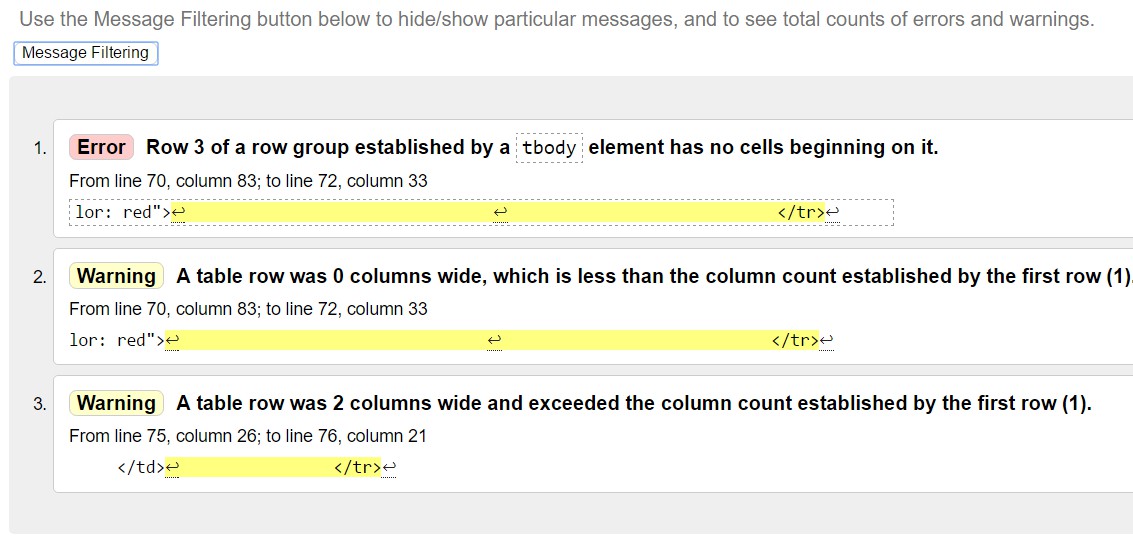 Use the Message Filtering button below to hide/show particular messages, and to see total counts of errors and warnings.
Message Filtering
1. Error Row 3 of a row group established by a tbody element has no cells beginning on it.
From line 70, column 83; to line 72, column 33
lor: red">↩ ↩ </tr>↩
2. Warning A table row was 0 columns wide, which is less than the column count established by the first row (1).
From line 70, column 83; to line 72, column 33
lor: red">↩ ↩ </tr>↩
3. Warning A table row was 2 columns wide and exceeded the column count established by the first row (1).
From line 75, column 26; to line 76, column 21
</td>↩ </tr>↩